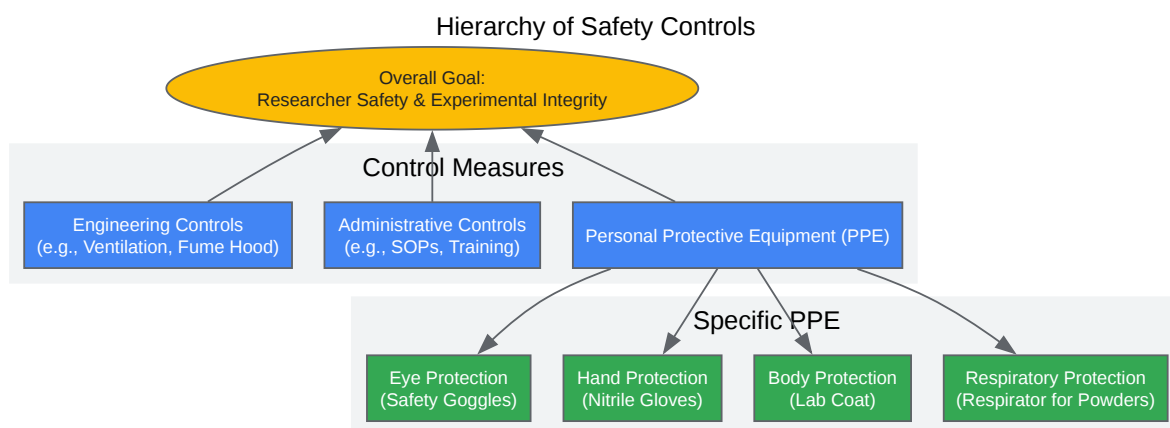 Hierarchy of Safety Controls
Overall Goal:
Researcher Safety & Experimental Integrity
Control Measures
Engineering Controls
(e.g., Ventilation, Fume Hood)
Administrative Controls
(e.g., SOPs, Training)
Personal Protective Equipment (PPE)
Specific PPE
Eye Protection
(Safety Goggles)
Hand Protection
(Nitrile Gloves)
Body Protection
(Lab Coat)
Respiratory Protection
(Respirator for Powders)